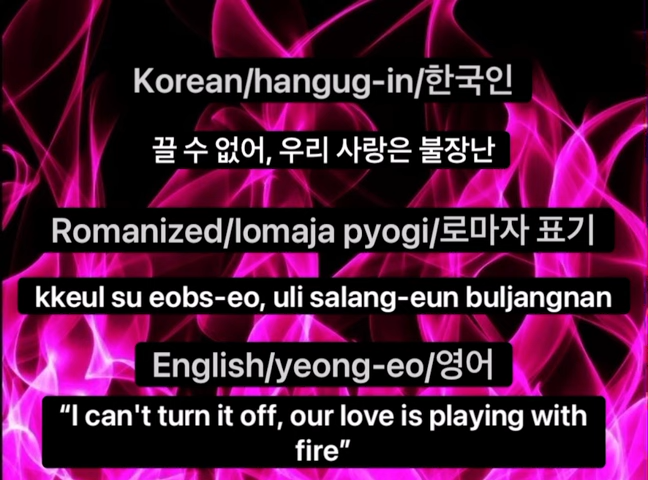 Korean/hangug-in/한국인
끌 수 없어, 우리 사랑은 불장난
Romanized/lomaja pyogi/로마자 표기
kkeul su eobs-eo, uli salang-eun buljangnan
English/yeong-eo/영어
“I can't turn it off, our love is playing with
fire”